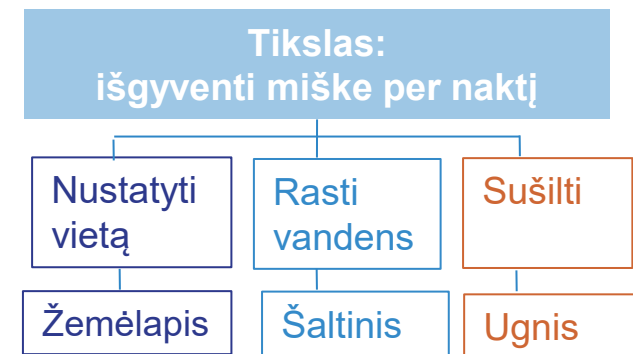 Tikslas:
išgyventi miške per naktį
Nustatyti
vietą
Rasti
vandens
Sušilti
Žemėlapis
Šaltinis
Ugnis